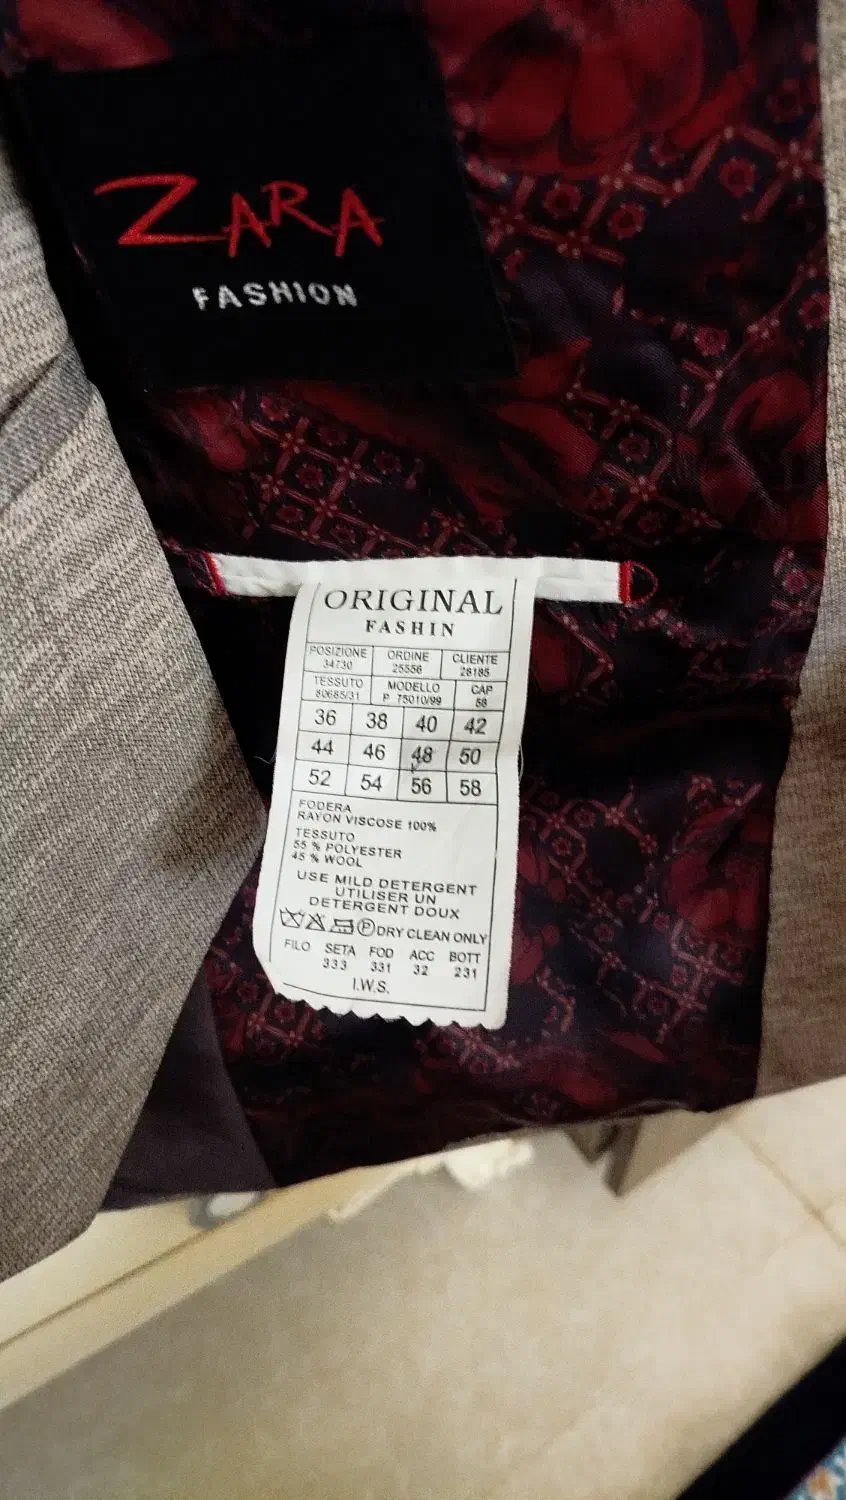 ZARA
FASHION
ORIGINAL
FASHIN
POSIZIONE ORDINE CLIENTE
34730 25556 26185
TESSUTO MODELLO CAP
80685/31 P 75010/99 58
36 38 40 42
44 46 48 50
52 54 56 58
FODERA
RAYON VISCOSE 100%
TESSUTO
55 % POLYESTER
45 % WOOL
USE MILD DETERGENT
UTILISER UN
DETERGENT DOUX
P DRY CLEAN ONLY
FILO SETA FOD ACC BOTT
333 331 32 231
I.W.S.